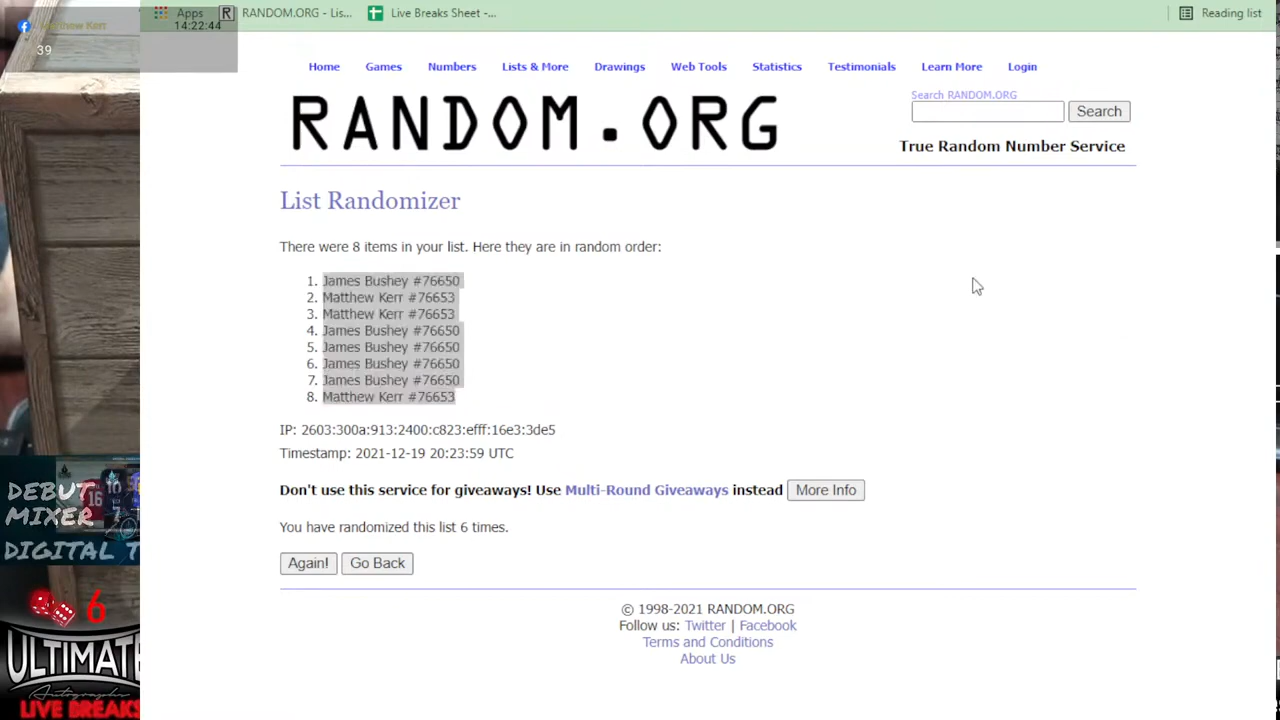 Apps
RANDOM.ORG - Lis...
Live Breaks Sheet -...
Reading list
14:22:44
Matthew Kerr
39
Home Games Numbers Lists & More Drawings Web Tools Statistics Testimonials Learn More Login
RANDOM.ORG
Search RANDOM.ORG
Search
True Random Number Service
List Randomizer
There were 8 items in your list. Here they are in random order:
1. James Bushey #76650
2. Matthew Kerr #76653
3. Matthew Kerr #76653
4. James Bushey #76650
5. James Bushey #76650
6. James Bushey #76650
7. James Bushey #76650
8. Matthew Kerr #76653
IP: 2603:300a:913:2400:c823:efff:16e3:3de5
Timestamp: 2021-12-19 20:23:59 UTC
Don't use this service for giveaways! Use Multi-Round Giveaways instead More Info
You have randomized this list 6 times.
Again! Go Back
© 1998-2021 RANDOM.ORG
Follow us: Twitter | Facebook
Terms and Conditions
About Us
DEBUT
MIXER
DIGITAL T
6
ULTIMATE
Autographs
LIVE BREAKS